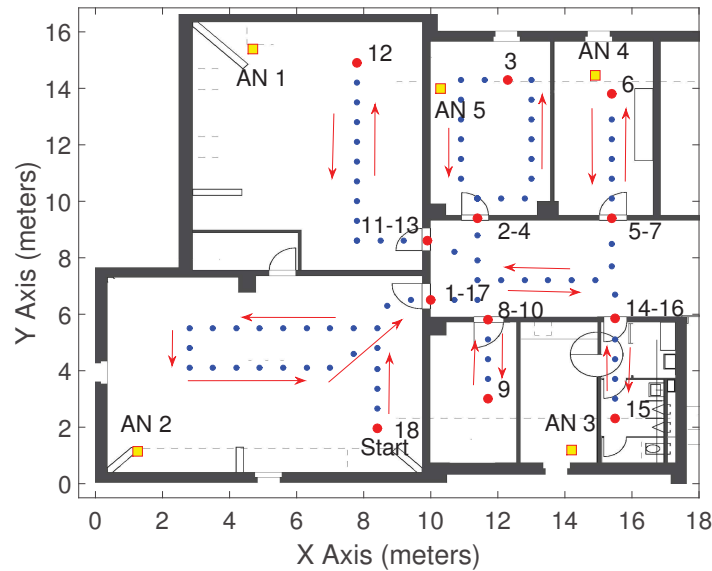 16
14
12
10
8
6
4
2
0
Y Axis (meters)
12
AN 1
3
AN 4
6
AN 5
11-13
2-4
5-7
1-17
8-10
14-16
9
15
AN 2
18
AN 3
Start
0 2 4 6 8 10 12 14 16 18
X Axis (meters)